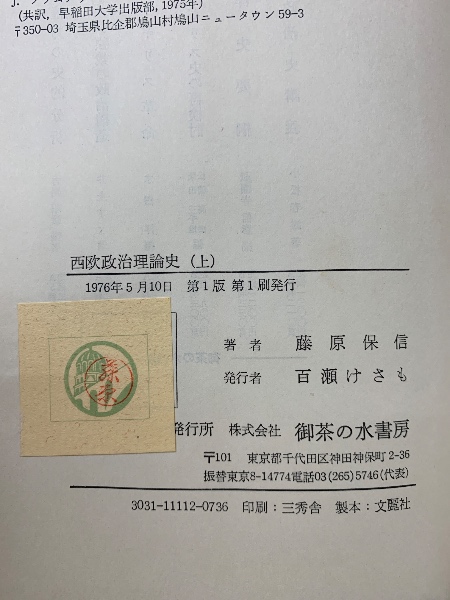 (共訳, 早稲田大学出版部, 1975年)
〒350-03 埼玉県比企郡鳩山村鳩山ニュータウン59-3
西欧政治理論史(上)
1976年5月10日 第1版 第1刷発行
著者 藤原保信
発行者 百瀬けさも
発行所 株式会社 御茶の水書房
〒101 東京都千代田区神田神保町2-36
振替東京8-14774電話03(265)5746(代表)
3031-11112-0736 印刷:三秀舎 製本:文麗社